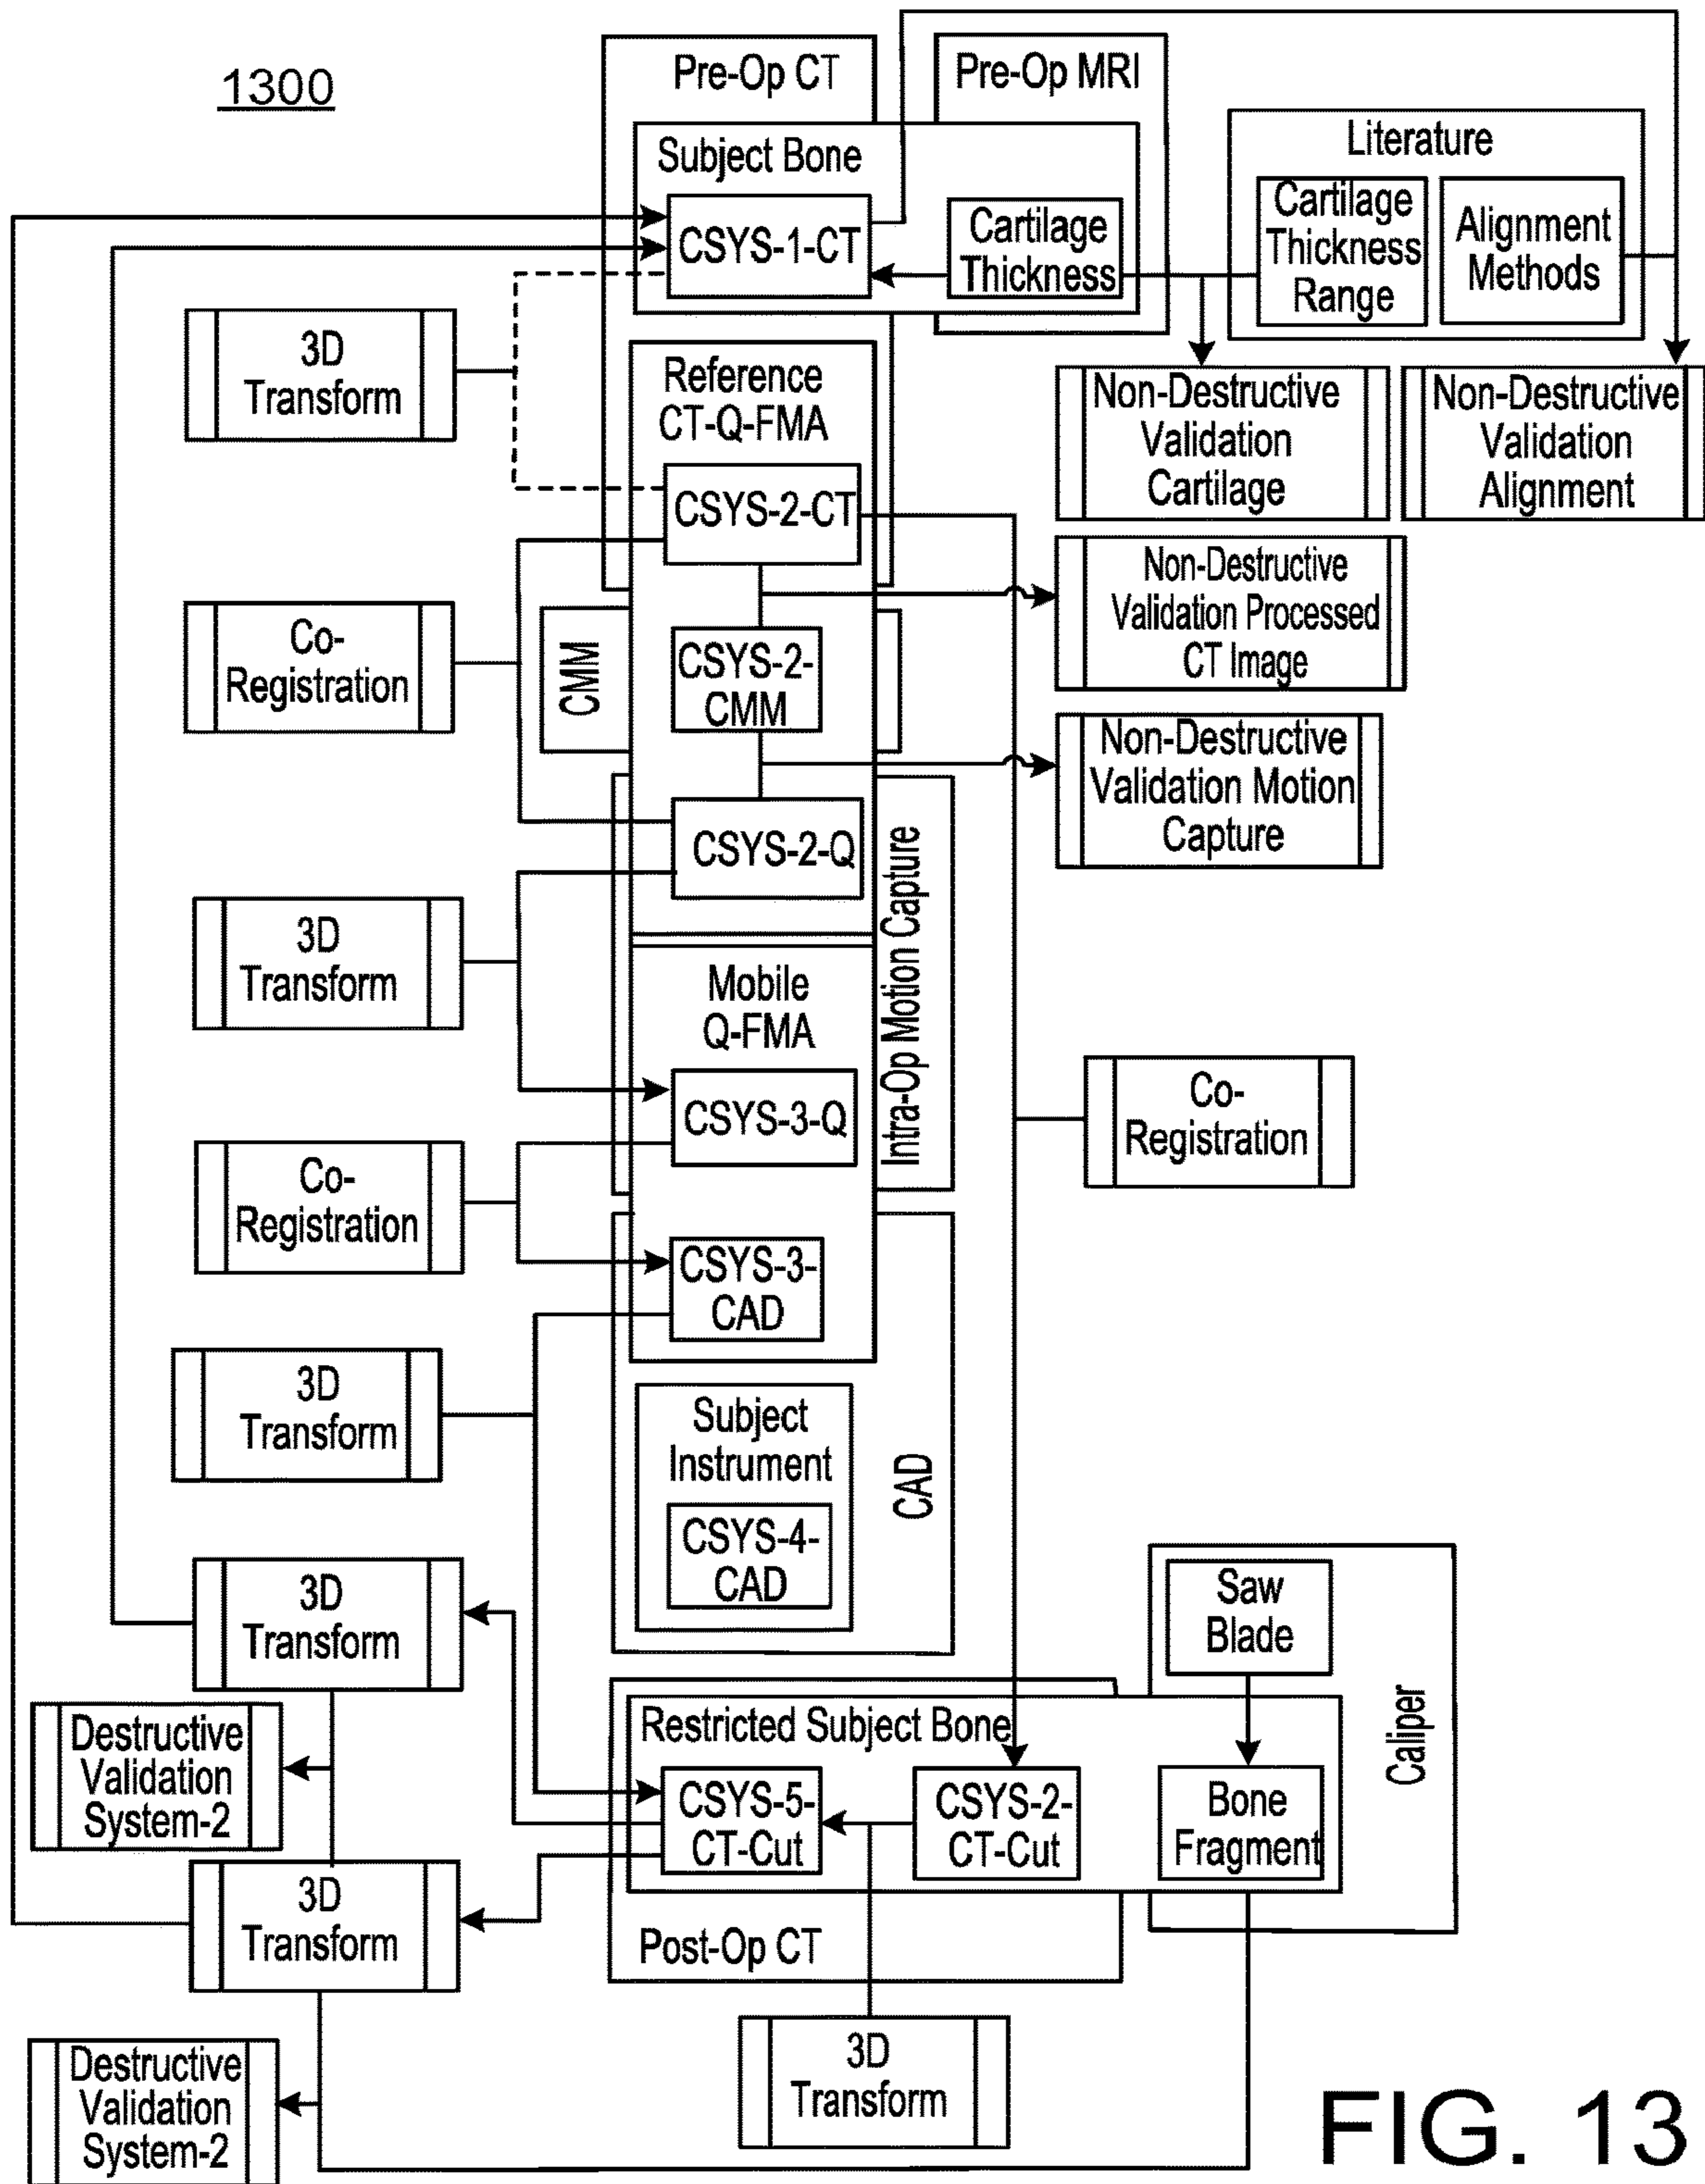 1300
Pre-Op CT
Pre-Op MRI
Subject Bone
CSYS-1-CT
Cartilage
Thickness
Literature
Cartilage
Thickness
Range
Alignment
Methods
3D
Transform
Reference
CT-Q-FMA
CSYS-2-CT
Non-Destructive
Validation
Cartilage
Non-Destructive
Validation
Alignment
Non-Destructive
Validation Processed
CT Image
Co-
Registration
CMM
CSYS-2-
CMM
Non-Destructive
Validation Motion
Capture
CSYS-2-Q
Intra-Op Motion Capture
3D
Transform
Mobile
Q-FMA
CSYS-3-Q
Co-
Registration
Co-
Registration
CSYS-3-
CAD
3D
Transform
Subject
Instrument
CSYS-4-
CAD
CAD
3D
Transform
Saw
Blade
Caliper
Destructive
Validation
System-2
Restricted Subject Bone
CSYS-5-
CT-Cut
CSYS-2-
CT-Cut
Bone
Fragment
3D
Transform
Post-Op CT
Destructive
Validation
System-2
3D
Transform
FIG. 13